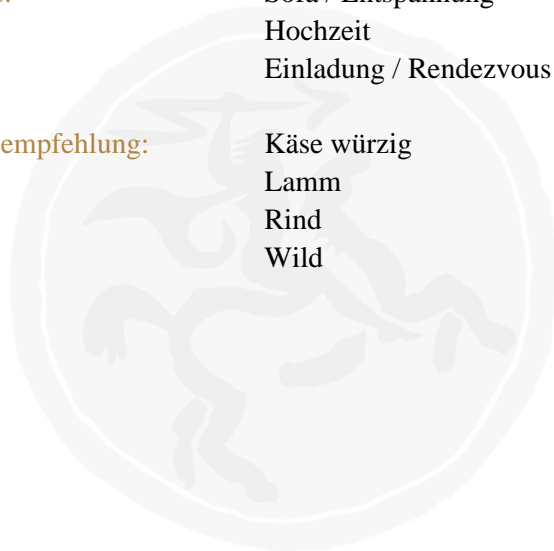 Hochzeit
Einladung / Rendezvous
empfehlung: Käse würzig
Lamm
Rind
Wild